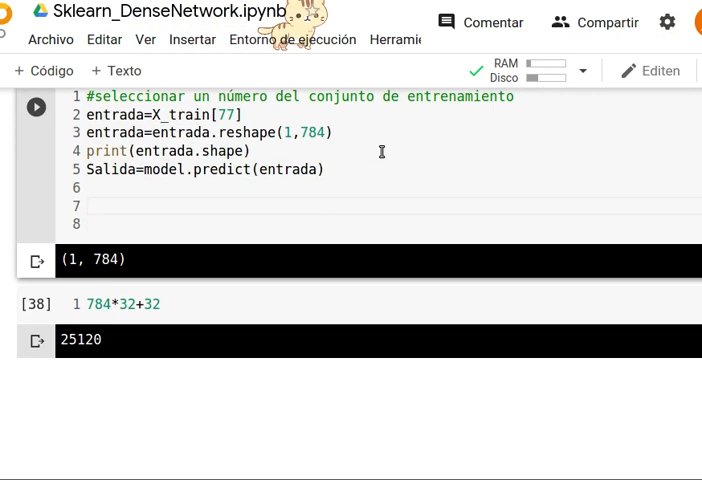 Sklearn_DenseNetwork.ipynb
Comentar
Compartir
Archivo Editar Ver Insertar Entorno de ejecución Herramie
+ Código + Texto
RAM
Disco
Editen
1 #seleccionar un número del conjunto de entrenamiento
2 entrada=X_train[77]
3 entrada=entrada.reshape(1,784)
4 print(entrada.shape)
5 Salida=model.predict(entrada)
6
7
8
(1, 784)
[38] 1 784*32+32
25120